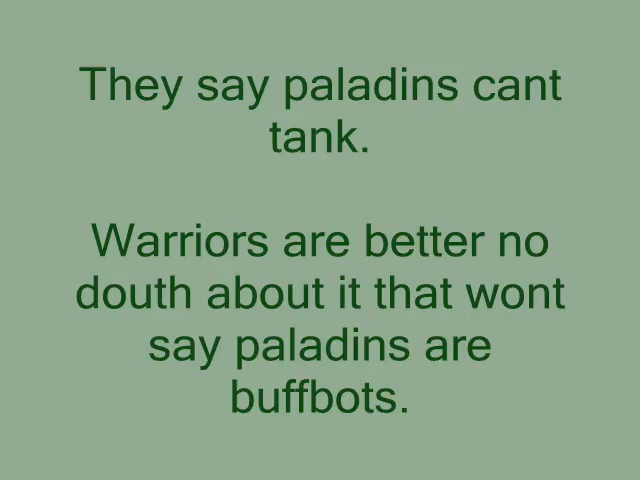 They say paladins cant
tank.
Warriors are better no
douth about it that wont
say paladins are
buffbots.